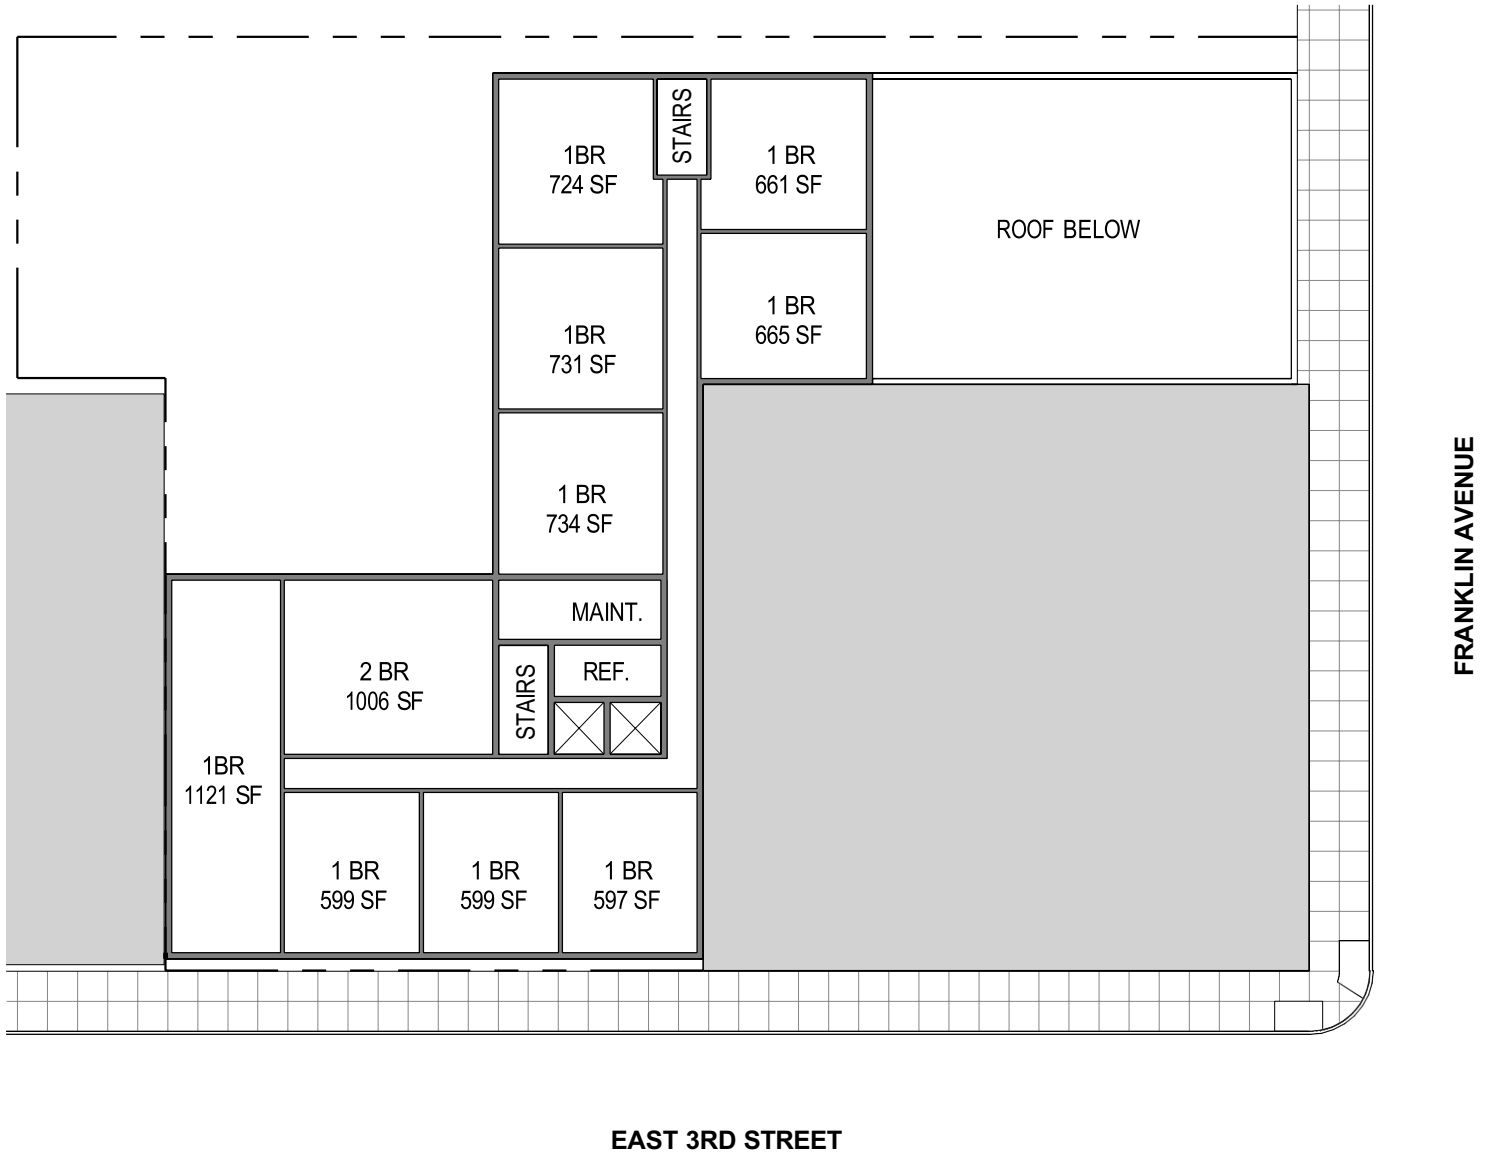 STAIRS
1BR
724 SF
1 BR
661 SF
ROOF BELOW
1BR
731 SF
1 BR
665 SF
1 BR
734 SF
MAINT.
REF.
STAIRS
2 BR
1006 SF
1BR
1121 SF
1 BR
599 SF
1 BR
599 SF
1 BR
597 SF
FRANKLIN AVENUE
EAST 3RD STREET